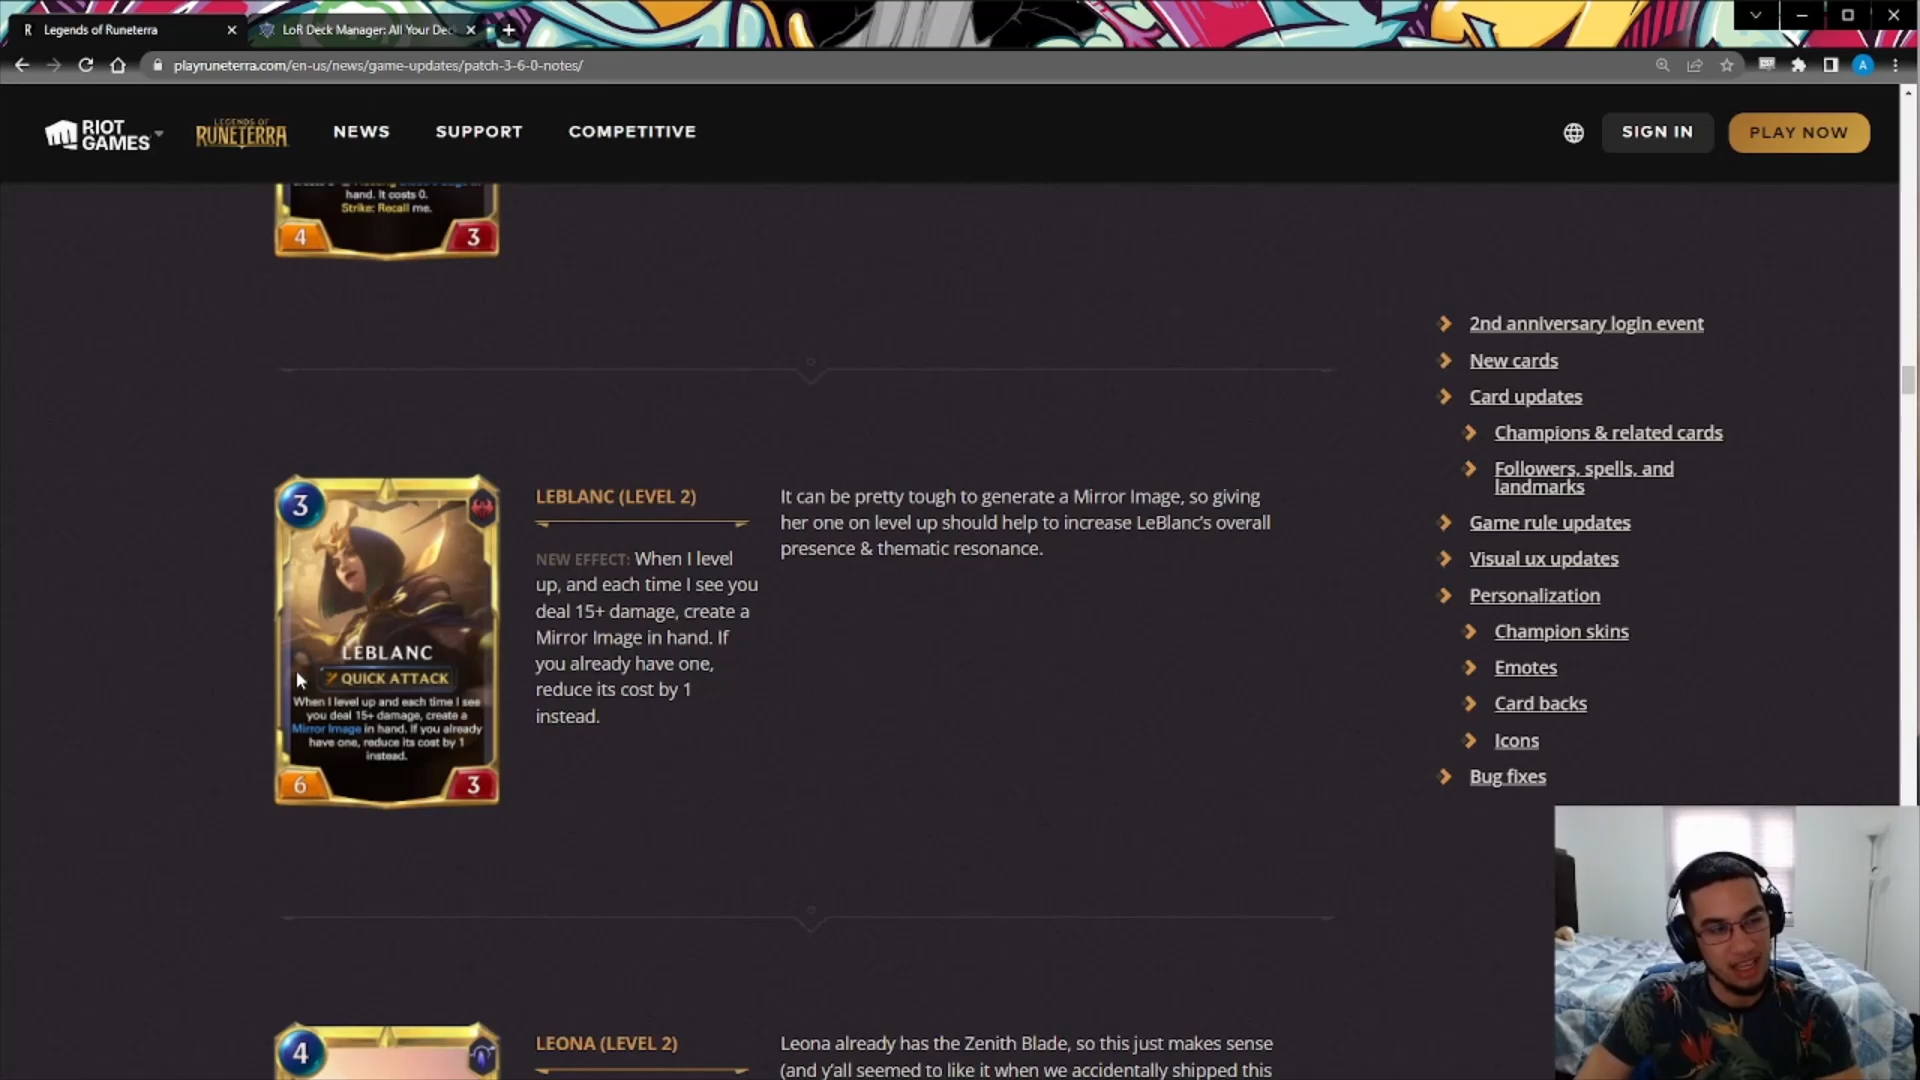 Legends of Runeterra
LoR Deck Manager: All Your Dec
playruneterra.com/en-us/news/game-updates/patch-3-6-0-notes/
A
RIOT GAMES
LEGENDS OF RUNETERRA
NEWS
SUPPORT
COMPETITIVE
SIGN IN
PLAY NOW
hand. It costs 0.
Strike: Recall me.
4
3
3
LEBLANC
QUICK ATTACK
When I level up and each time I see
you deal 15+ damage, create a
Mirror Image in hand. If you already
have one, reduce its cost by 1
instead.
6
3
LEBLANC (LEVEL 2)
NEW EFFECT: When I level
up, and each time I see you
deal 15+ damage, create a
Mirror Image in hand. If
you already have one,
reduce its cost by 1
instead.
It can be pretty tough to generate a Mirror Image, so giving
her one on level up should help to increase LeBlanc's overall
presence & thematic resonance.
4
LEONA (LEVEL 2)
Leona already has the Zenith Blade, so this just makes sense
(and y'all seemed to like it when we accidentally shipped this
2nd anniversary login event
New cards
Card updates
Champions & related cards
Followers, spells, and
landmarks
Game rule updates
Visual ux updates
Personalization
Champion skins
Emotes
Card backs
Icons
Bug fixes